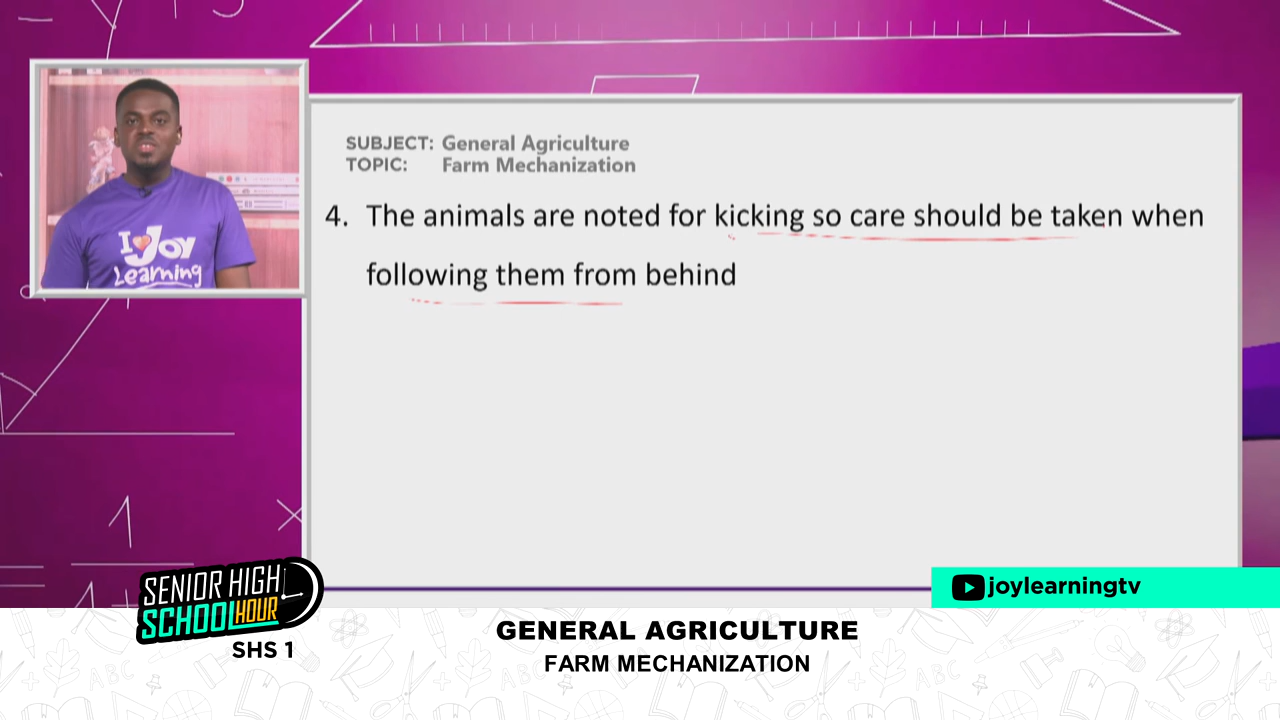 SUBJECT: General Agriculture
TOPIC: Farm Mechanization
4. The animals are noted for kicking so care should be taken when
following them from behind
I Joy
Learning
SENIOR HIGH
SCHOOL HOUR
SHS 1
joylearningtv
GENERAL AGRICULTURE
FARM MECHANIZATION